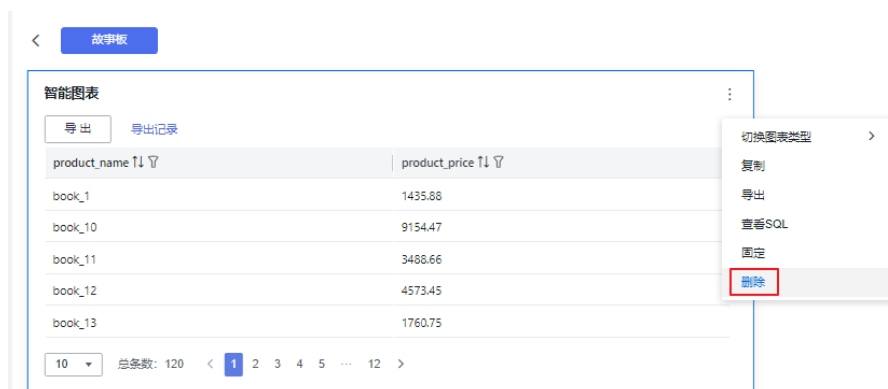 故事板
智能图表
导出 导出记录
product_name product_price
book_1 1435.88
book_10 9154.47
book_11 3488.66
book_12 4573.45
book_13 1760.75
10 总条数: 120 < 1 2 3 4 5 ··· 12 >
切换图表类型
复制
导出
查看SQL
固定
删除